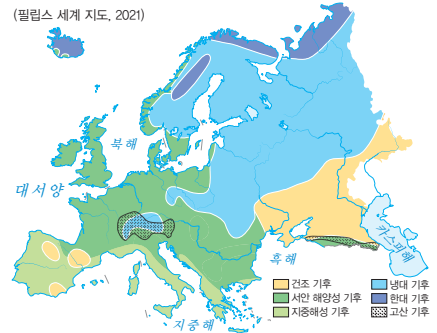 (필립스 세계 지도, 2021)
북해
대서양
카스피해
흑해
지중해
건조 기후
냉대 기후
서안 해양성 기후
한대 기후
지중해성 기후
고산 기후